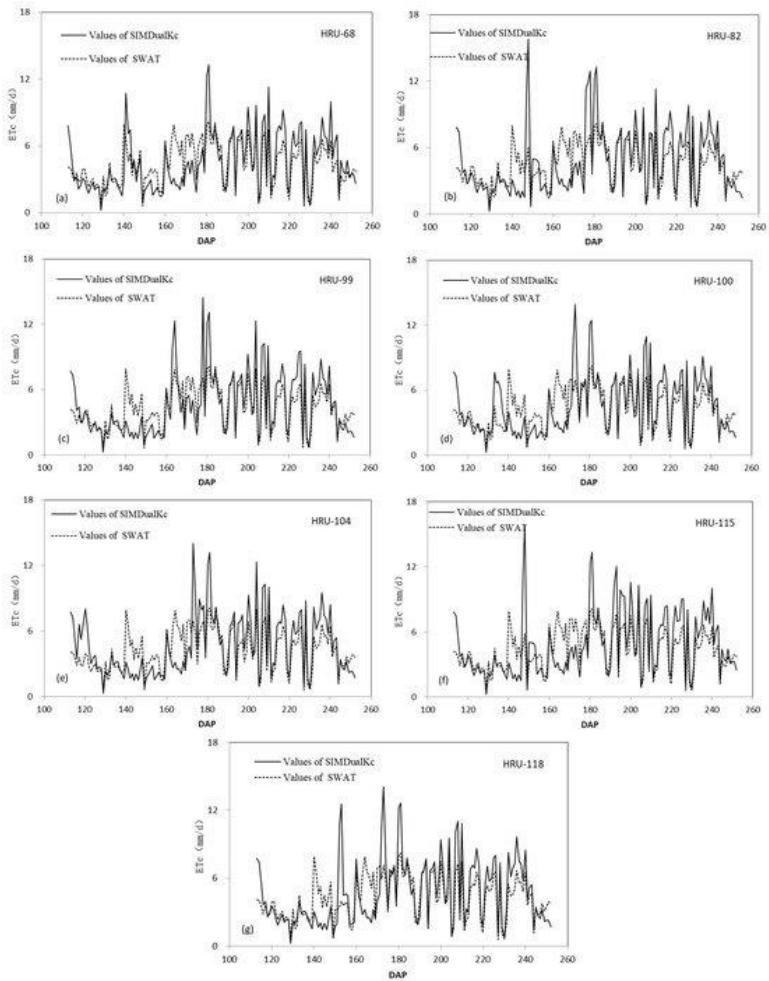 18
Values of SIMDualKc
HRU-68
Values of SWAT
12
ETc (mm/d)
6
(a)
0
100 120 140 160 180 200 220 240 260
DAP
18
Values of SIMDualKc
HRU-82
Values of SWAT
12
ETc (mm/d)
6
(b)
0
100 120 140 160 180 200 220 240 260
DAP
18
Values of SIMDualKc
HRU-99
Values of SWAT
12
ETc (mm/d)
6
(c)
0
100 120 140 160 180 200 220 240 260
DAP
18
Values of SIMDualKc
HRU-100
Values of SWAT
12
ETc (mm/d)
6
(d)
0
100 120 140 160 180 200 220 240 260
DAP
18
Values of SIMDualKc
HRU-104
Values of SWAT
12
ETc (mm/d)
6
(e)
0
100 120 140 160 180 200 220 240 260
DAP
18
Values of SIMDualKc
HRU-115
Values of SWAT
12
ETc (mm/d)
6
(f)
0
100 120 140 160 180 200 220 240 260
DAP
18
Values of SIMDualKc
HRU-118
Values of SWAT
12
ETc (mm/d)
6
(g)
0
100 120 140 160 180 200 220 240 260
DAP